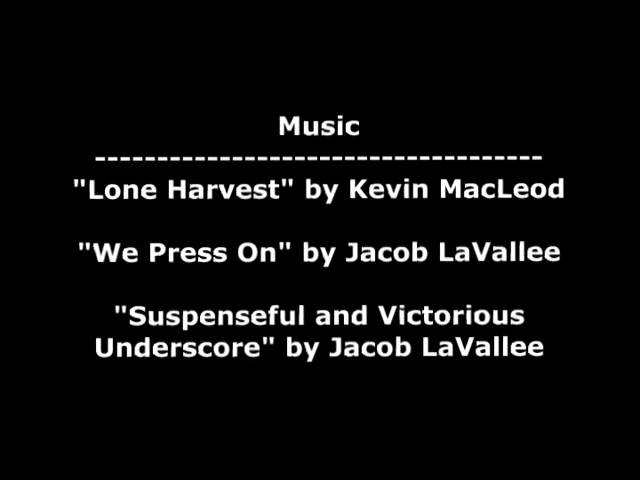 Music
------------------------------------
"Lone Harvest" by Kevin MacLeod
"We Press On" by Jacob LaVallee
"Suspenseful and Victorious
Underscore" by Jacob LaVallee